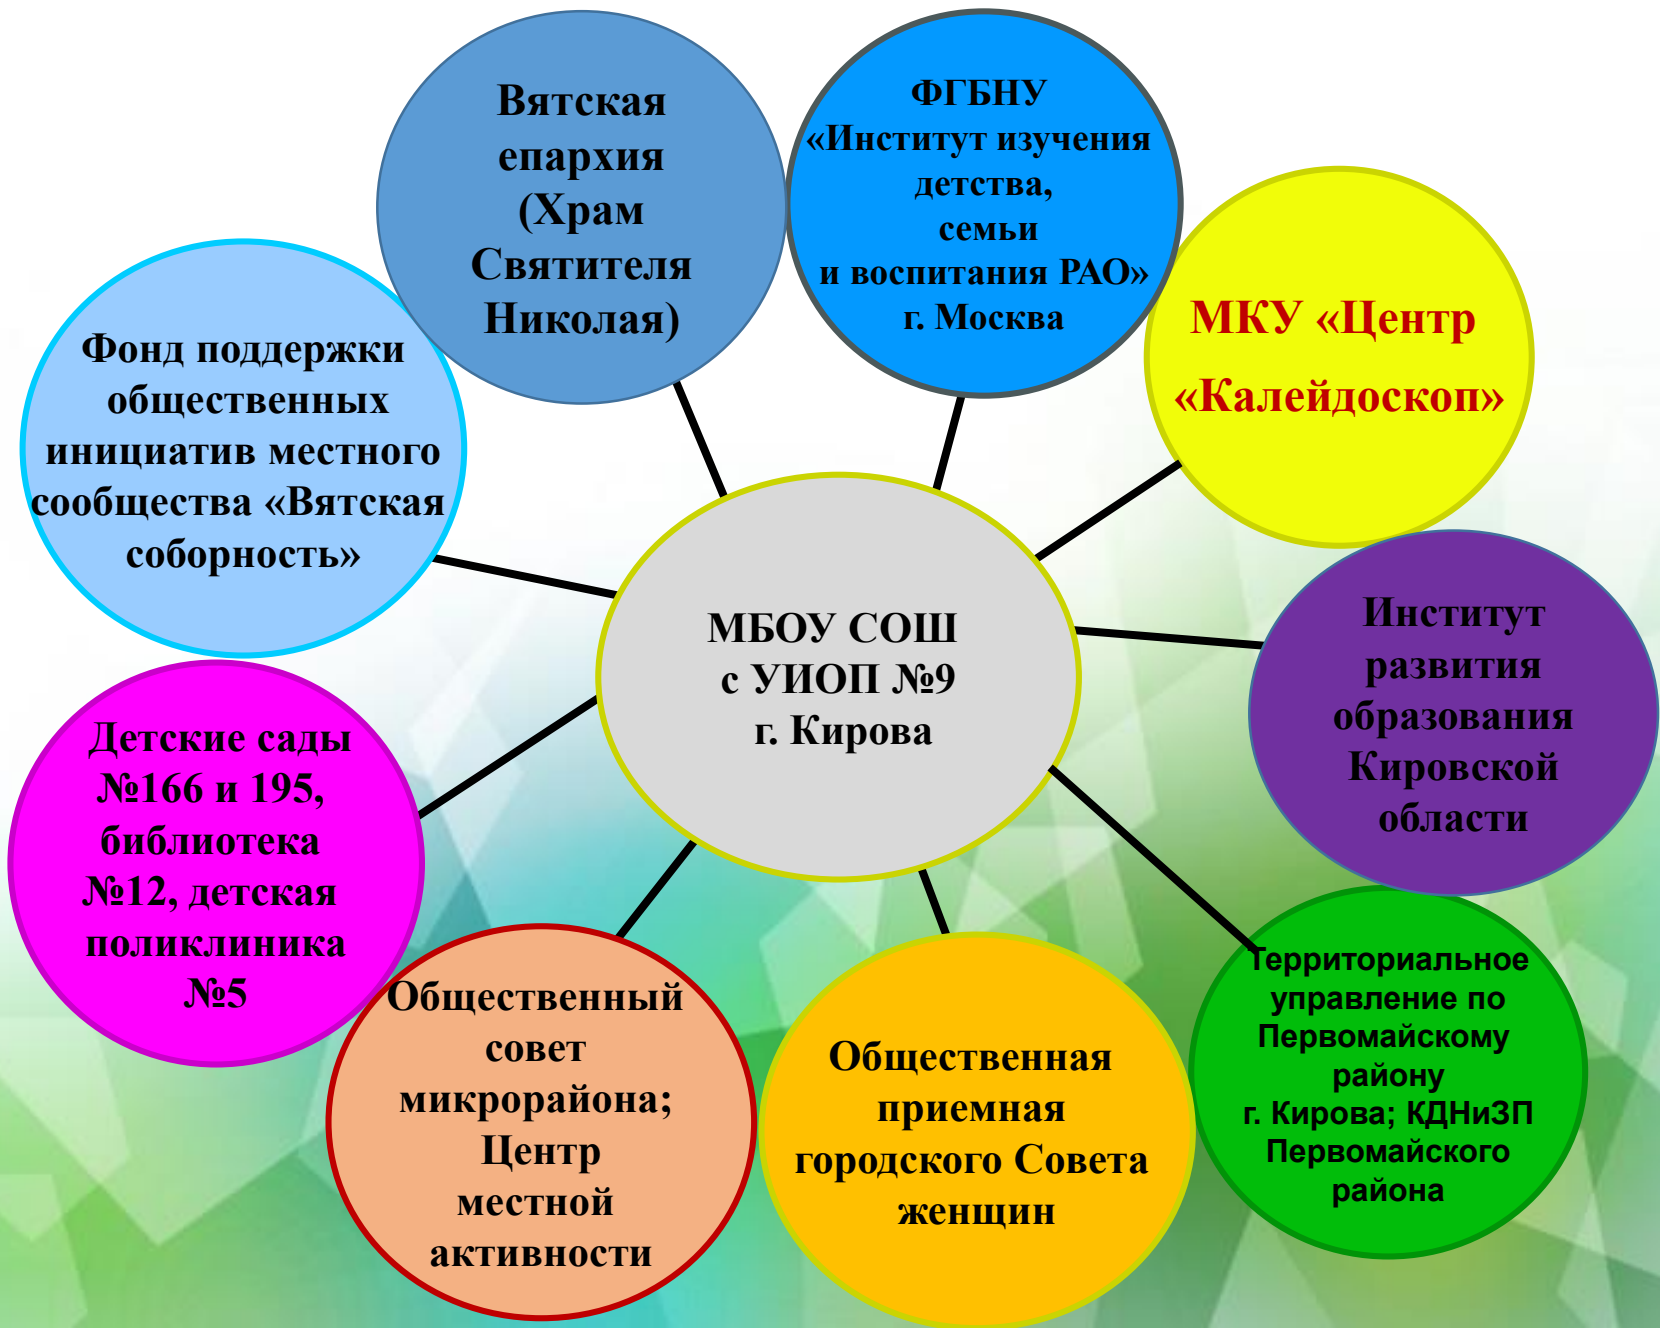 Вятская
епархия
(Храм
Святителя
Николая)
ФГБНУ
«Институт изучения
детства,
семьи
и воспитания РАО»
г. Москва
МКУ «Центр
«Калейдоскоп»
Фонд поддержки
общественных
инициатив местного
сообщества «Вятская
соборность»
МБОУ СОШ
с УИОП №9
г. Кирова
Институт
развития
образования
Кировской
области
Детские сады
№166 и 195,
библиотека
№12, детская
поликлиника
№5
Общественный
совет
микрорайона;
Центр
местной
активности
Общественная
приемная
городского Совета
женщин
Территориальное
управление по
Первомайскому
району
г. Кирова; КДНиЗП
Первомайского
района